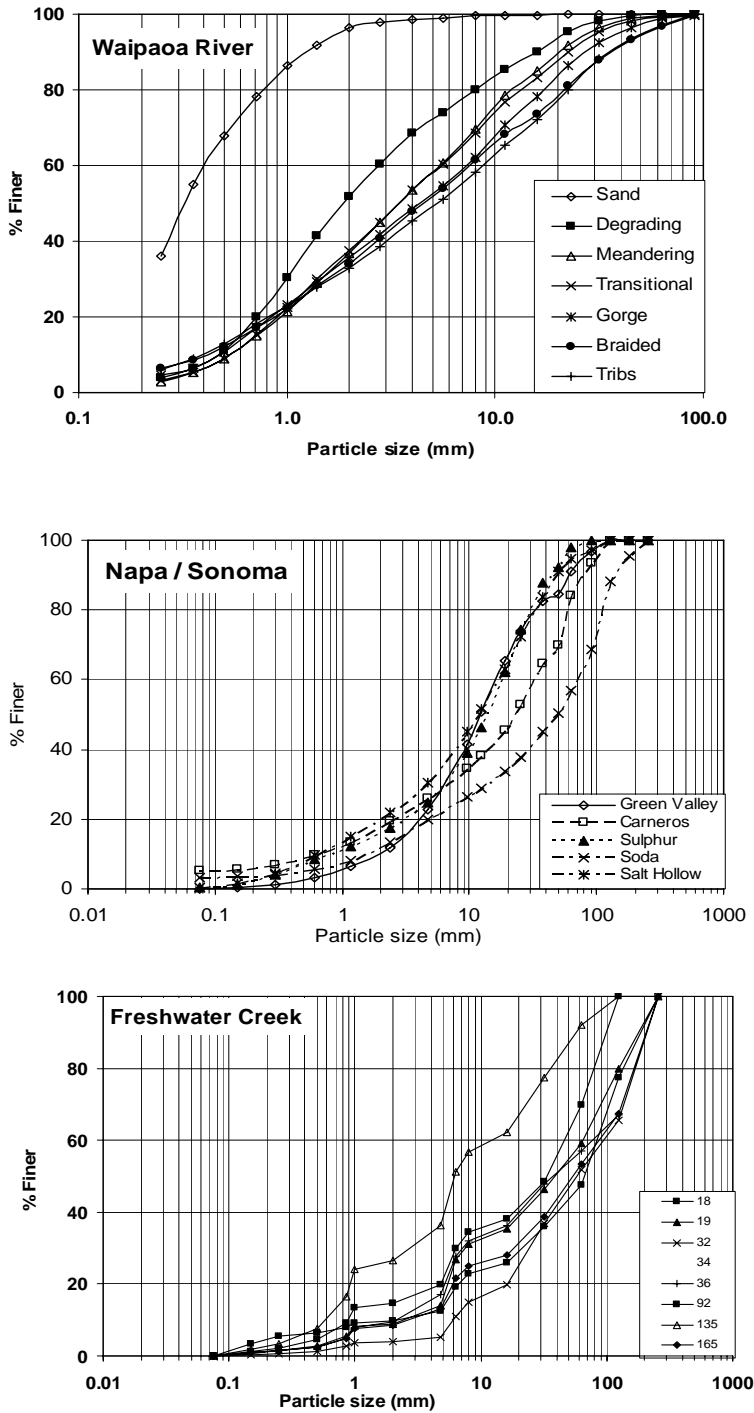 Waipaoa River
100
80
60
40
20
0
% Finer
Sand
Degrading
Meandering
Transitional
Gorge
Braided
Tribs
0.1 1.0 10.0 100.0
Particle size (mm)
Napa / Sonoma
100
80
60
40
20
0
% Finer
Green Valley
Carneros
Sulphur
Soda
Salt Hollow
0.01 0.1 1 10 100 1000
Particle size (mm)
Freshwater Creek
100
80
60
40
20
0
% Finer
18
19
32
34
36
92
135
165
0.01 0.1 1 10 100 1000
Particle size (mm)